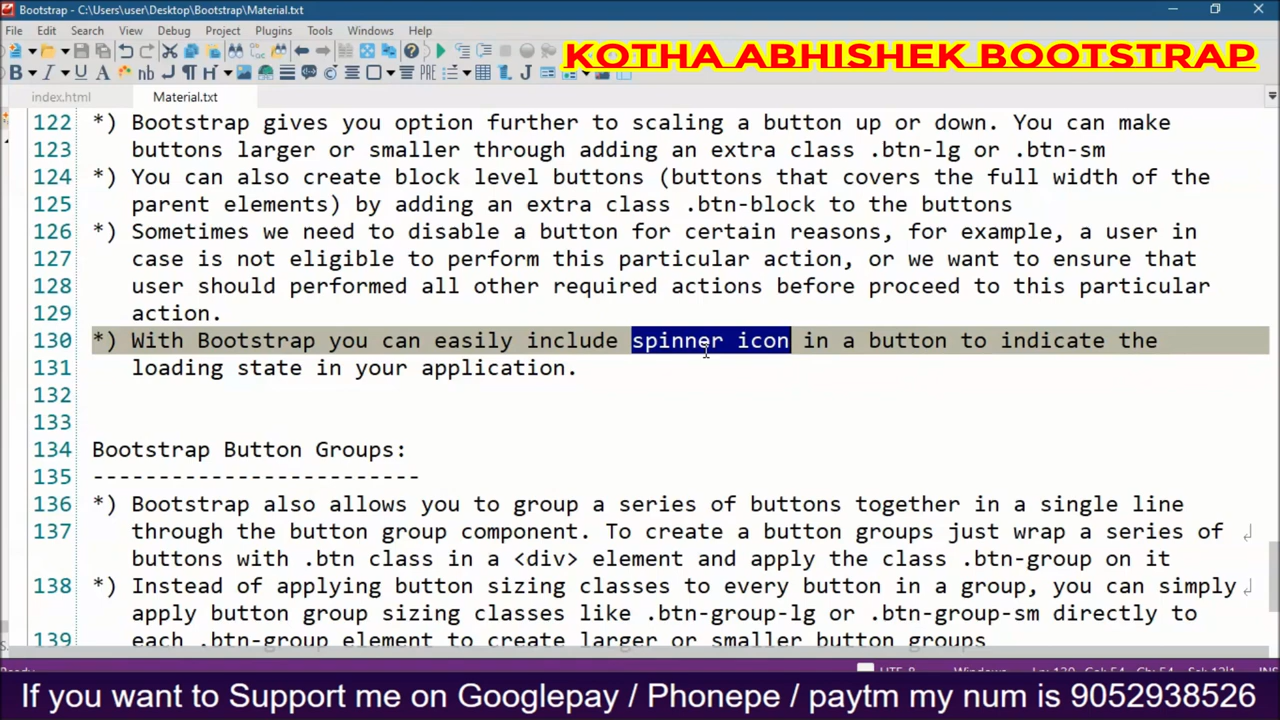 Bootstrap - C:\Users\user\Desktop\Bootstrap\Material.txt
File Edit Search View Debug Project Plugins Tools Windows Help
KOTHA ABHISHEK BOOTSTRAP
index.html Material.txt
122 *) Bootstrap gives you option further to scaling a button up or down. You can make
123 buttons larger or smaller through adding an extra class .btn-lg or .btn-sm
124 *) You can also create block level buttons (buttons that covers the full width of the
125 parent elements) by adding an extra class .btn-block to the buttons
126 *) Sometimes we need to disable a button for certain reasons, for example, a user in
127 case is not eligible to perform this particular action, or we want to ensure that
128 user should performed all other required actions before proceed to this particular
129 action.
130 *) With Bootstrap you can easily include spinner icon in a button to indicate the
131 loading state in your application.
132
133
134 Bootstrap Button Groups:
135 -------------------------
136 *) Bootstrap also allows you to group a series of buttons together in a single line
137 through the button group component. To create a button groups just wrap a series of
buttons with .btn class in a <div> element and apply the class .btn-group on it
138 *) Instead of applying button sizing classes to every button in a group, you can simply
apply button group sizing classes like .btn-group-lg or .btn-group-sm directly to
139 each .btn-group element to create larger or smaller button groups
If you want to Support me on Googlepay / Phonepe / paytm my num is 9052938526